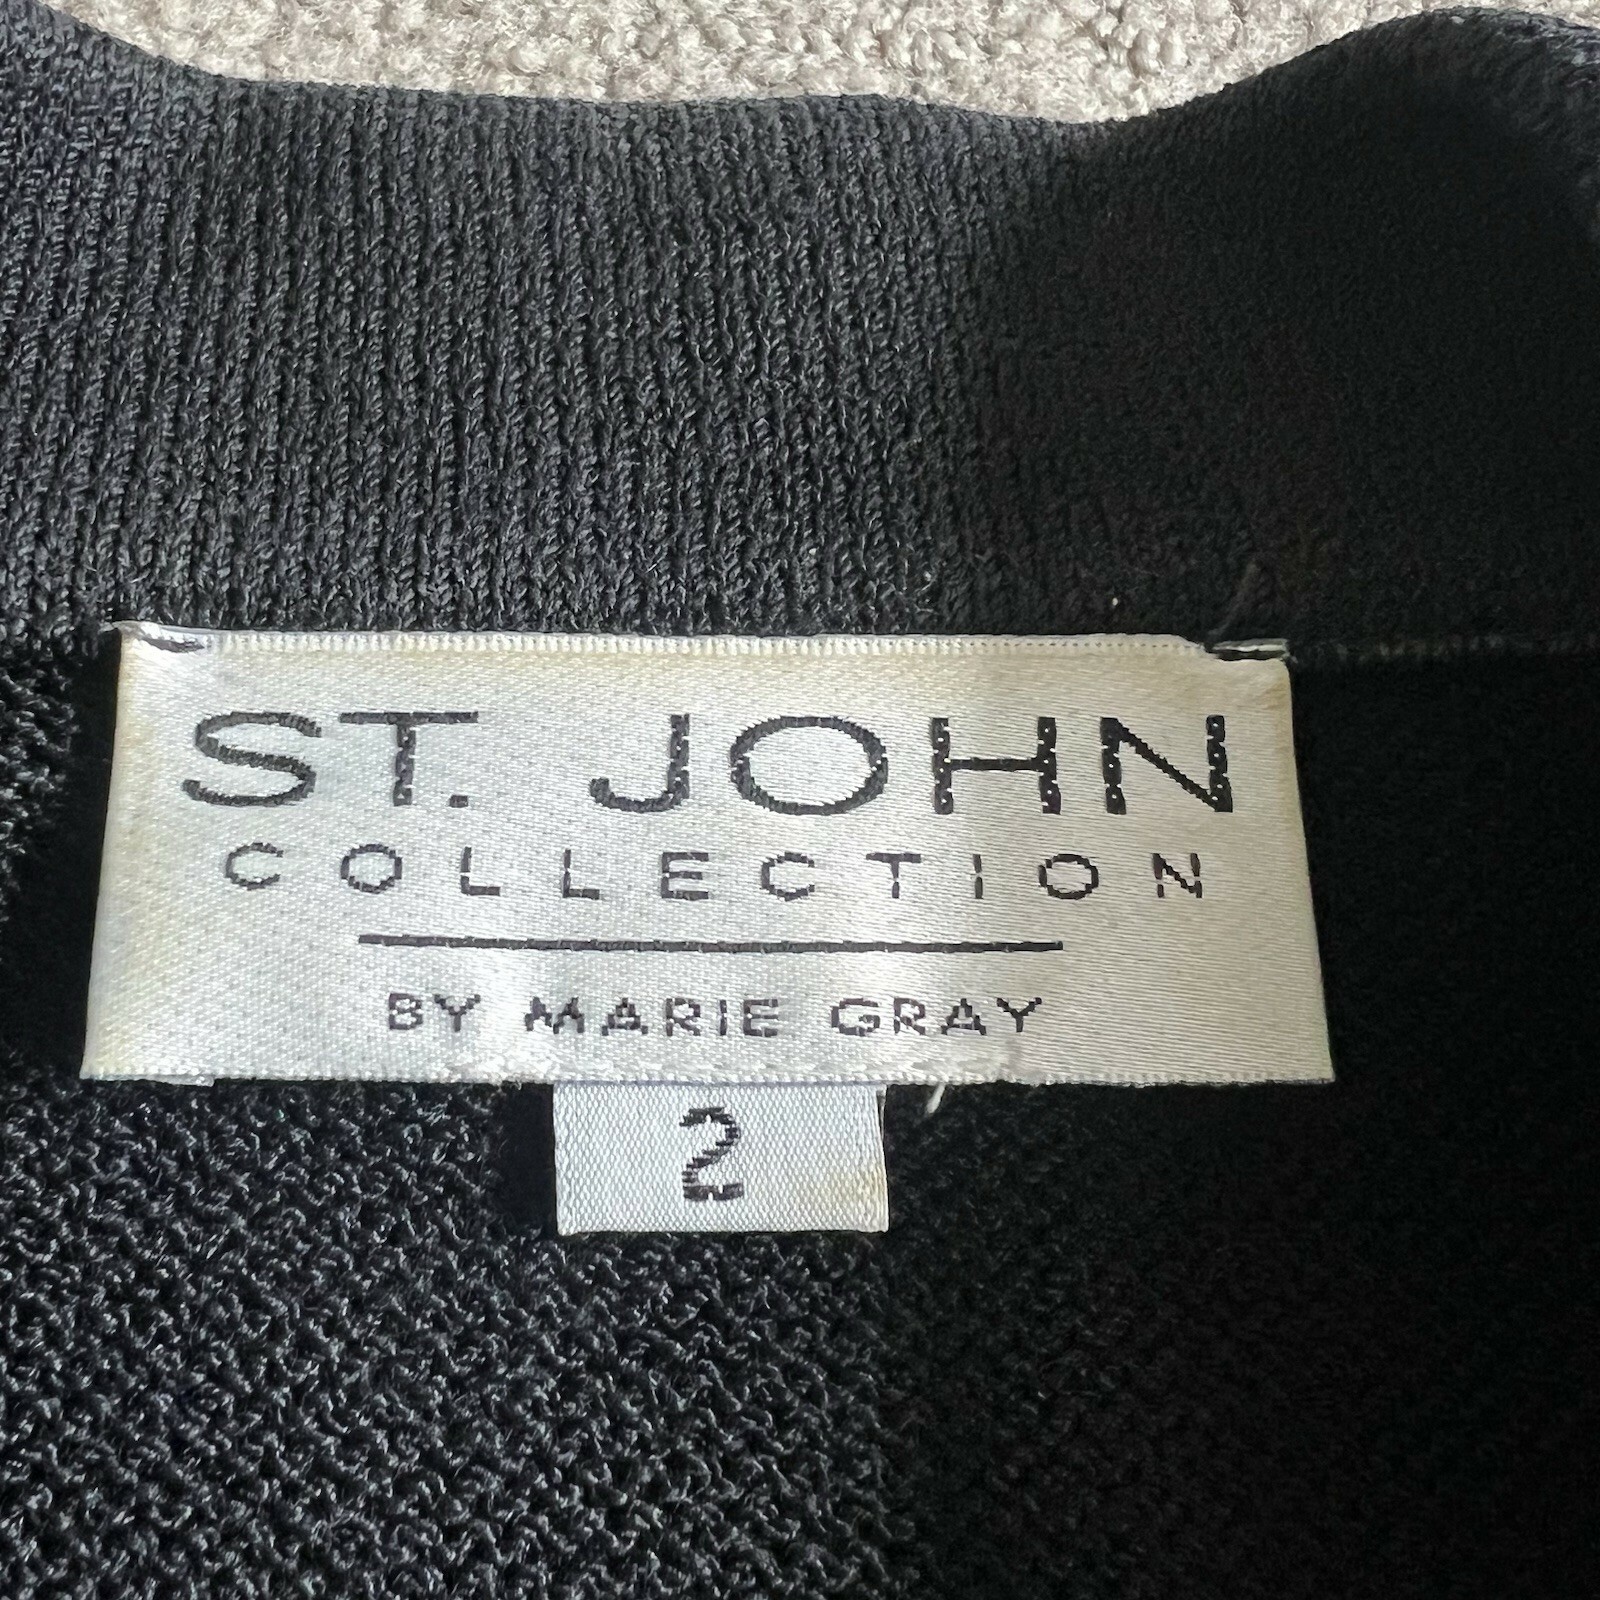 ST. JOHN
COLLECTION
BY MARIE GRAY
2